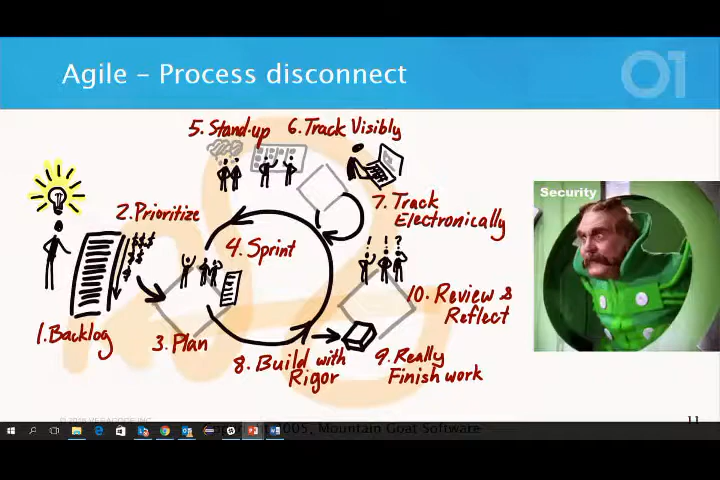 Agile – Process disconnect
01
5. Stand-up
6. Track Visibly
Security
2. Prioritize
7. Track
Electronically
4. Sprint
10. Review &
Reflect
1. Backlog
3. Plan
8. Build with
Rigor
9. Really
Finish work
11
2005, Mountain Goat Software